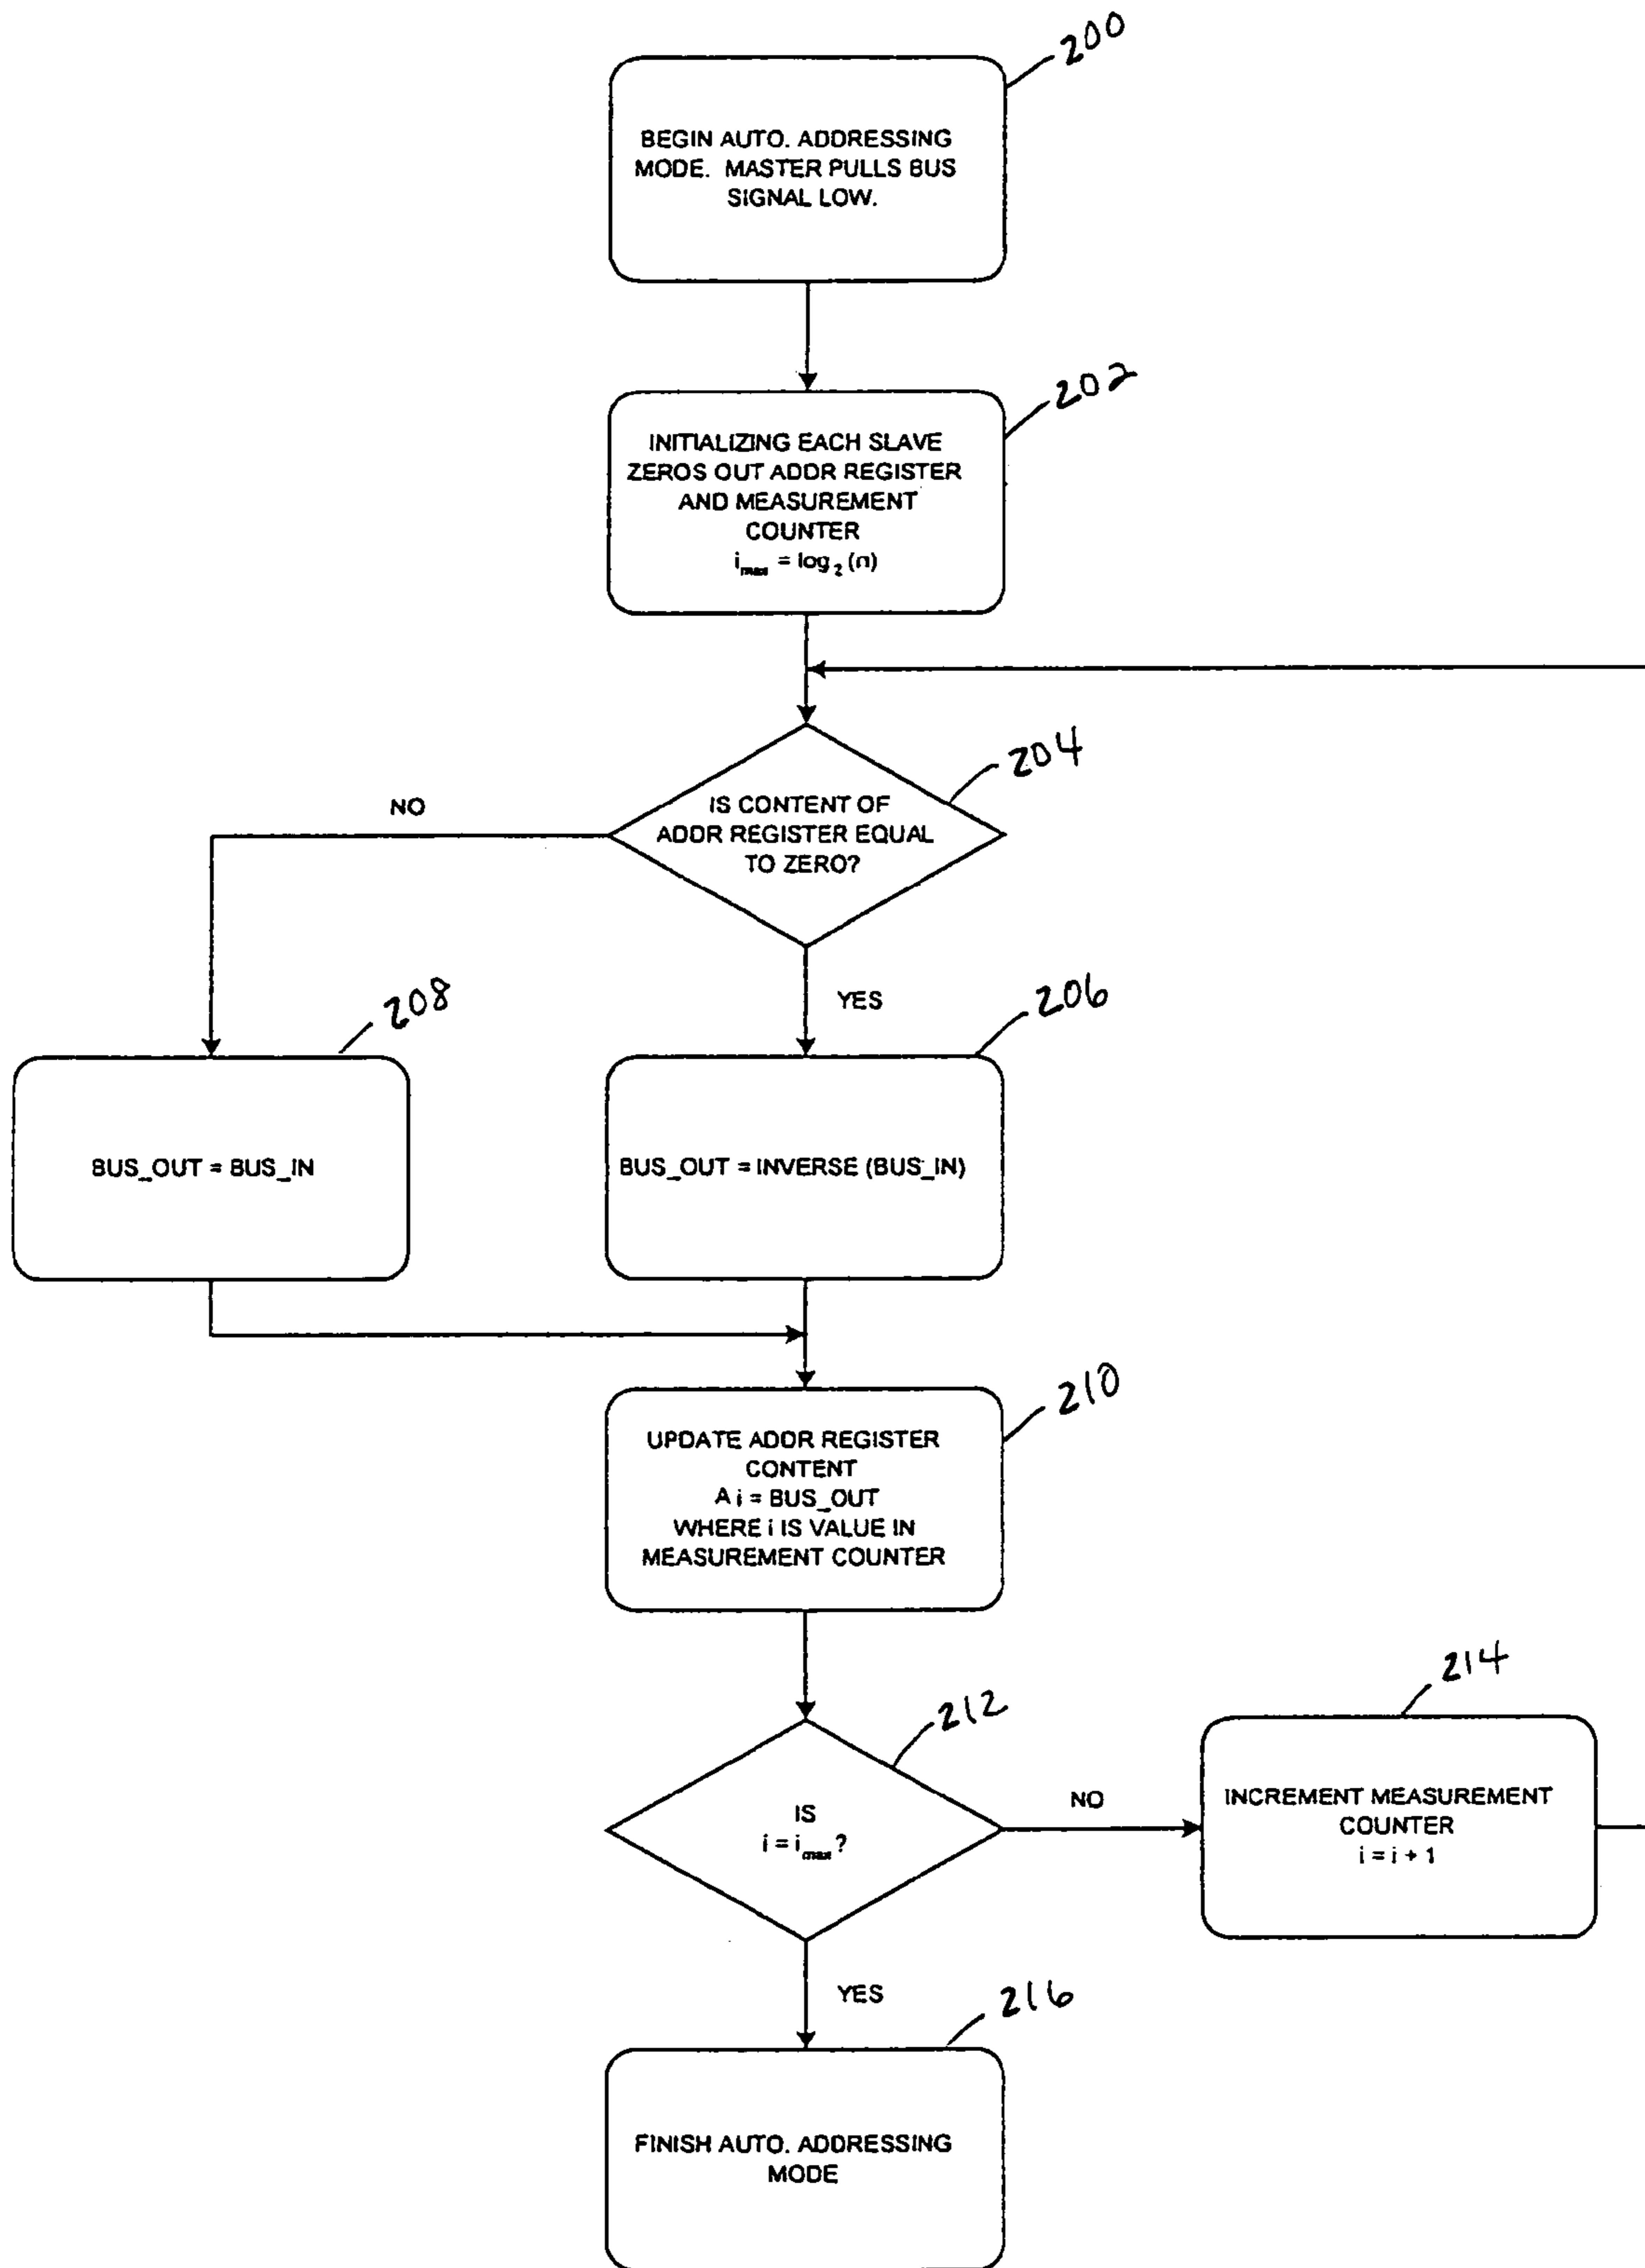 200
BEGIN AUTO. ADDRESSING
MODE. MASTER PULLS BUS
SIGNAL LOW.
202
INITIALIZING EACH SLAVE
ZEROS OUT ADDR REGISTER
AND MEASUREMENT
COUNTER
i_max = log_2 (n)
204
IS CONTENT OF
ADDR REGISTER EQUAL
TO ZERO?
NO
YES
208
206
BUS_OUT = BUS_IN
BUS_OUT = INVERSE (BUS_IN)
210
UPDATE ADDR REGISTER
CONTENT
A i = BUS_OUT
WHERE i IS VALUE IN
MEASUREMENT COUNTER
212
214
IS
i = i_max ?
NO
INCREMENT MEASUREMENT
COUNTER
i = i + 1
YES
216
FINISH AUTO. ADDRESSING
MODE